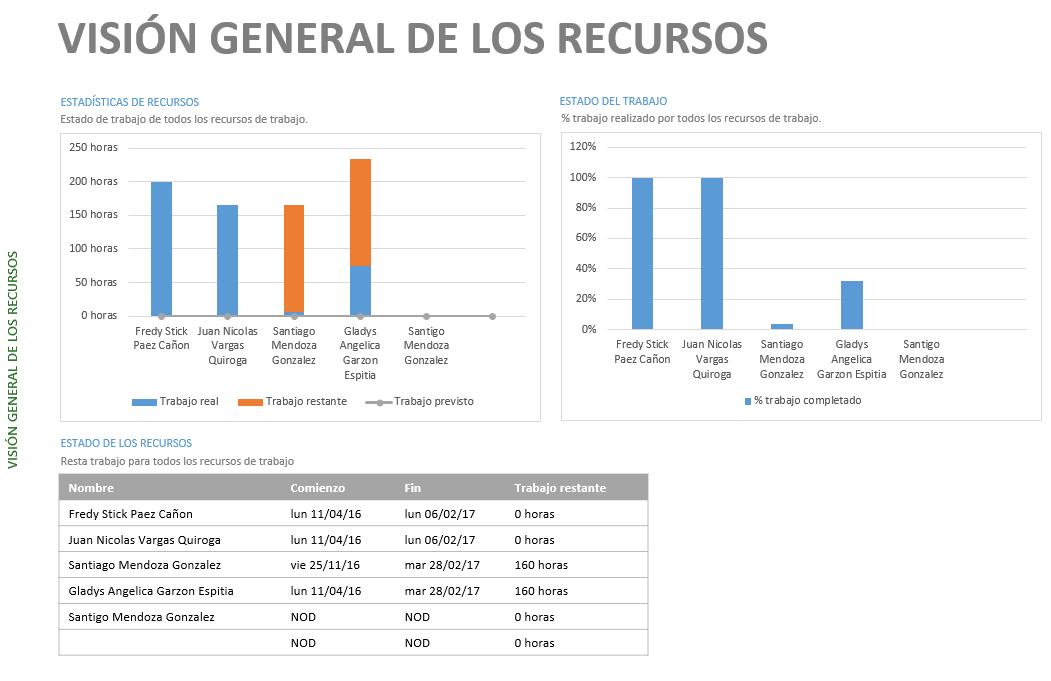 VISIÓN GENERAL DE LOS RECURSOS
VISIÓN GENERAL DE LOS RECURSOS
ESTADÍSTICAS DE RECURSOS
Estado de trabajo de todos los recursos de trabajo.
250 horas
200 horas
150 horas
100 horas
50 horas
0 horas
Fredy Stick
Paez Cañon
Juan Nicolas
Vargas
Quiroga
Santiago
Mendoza
Gonzalez
Gladys
Angelica
Garzon
Espitia
Santigo
Mendoza
Gonzalez
Trabajo real
Trabajo restante
Trabajo previsto
ESTADO DEL TRABAJO
% trabajo realizado por todos los recursos de trabajo.
120%
100%
80%
60%
40%
20%
0%
Fredy Stick
Paez Cañon
Juan Nicolas
Vargas
Quiroga
Santiago
Mendoza
Gonzalez
Gladys
Angelica
Garzon Espitia
Santigo
Mendoza
Gonzalez
% trabajo completado
ESTADO DE LOS RECURSOS
Resta trabajo para todos los recursos de trabajo
Nombre Comienzo Fin Trabajo restante
Fredy Stick Paez Cañon lun 11/04/16 lun 06/02/17 0 horas
Juan Nicolas Vargas Quiroga lun 11/04/16 lun 06/02/17 0 horas
Santiago Mendoza Gonzalez vie 25/11/16 mar 28/02/17 160 horas
Gladys Angelica Garzon Espitia lun 11/04/16 mar 28/02/17 160 horas
Santigo Mendoza Gonzalez NOD NOD 0 horas
NOD NOD 0 horas